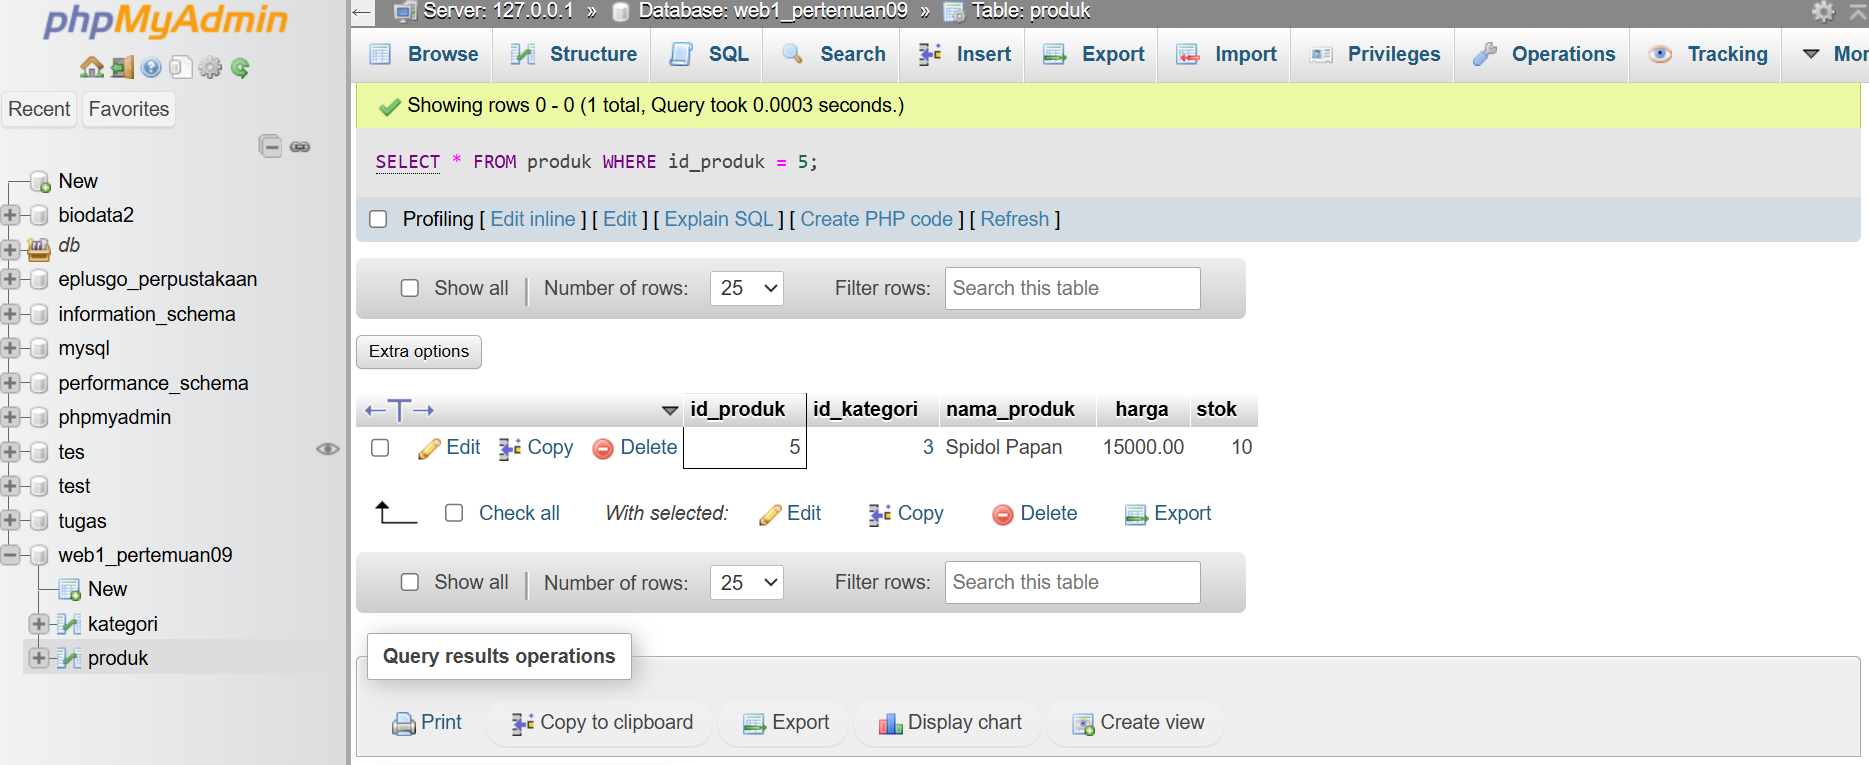 phpMyAdmin
Recent Favorites
New
biodata2
db
eplusgo_perpustakaan
information_schema
mysql
performance_schema
phpmyadmin
tes
test
tugas
web1_pertemuan09
New
kategori
produk
Server: 127.0.0.1 » Database: web1_pertemuan09 » Table: produk
Browse Structure SQL Search Insert Export Import Privileges Operations Tracking Mor
Showing rows 0 - 0 (1 total, Query took 0.0003 seconds.)
SELECT * FROM produk WHERE id_produk = 5;
Profiling [ Edit inline ] [ Edit ] [ Explain SQL ] [ Create PHP code ] [ Refresh ]
Show all Number of rows: 25 Filter rows: Search this table
Extra options
id_produk id_kategori nama_produk harga stok
Edit Copy Delete 5 3 Spidol Papan 15000.00 10
Check all With selected: Edit Copy Delete Export
Show all Number of rows: 25 Filter rows: Search this table
Query results operations
Print Copy to clipboard Export Display chart Create view